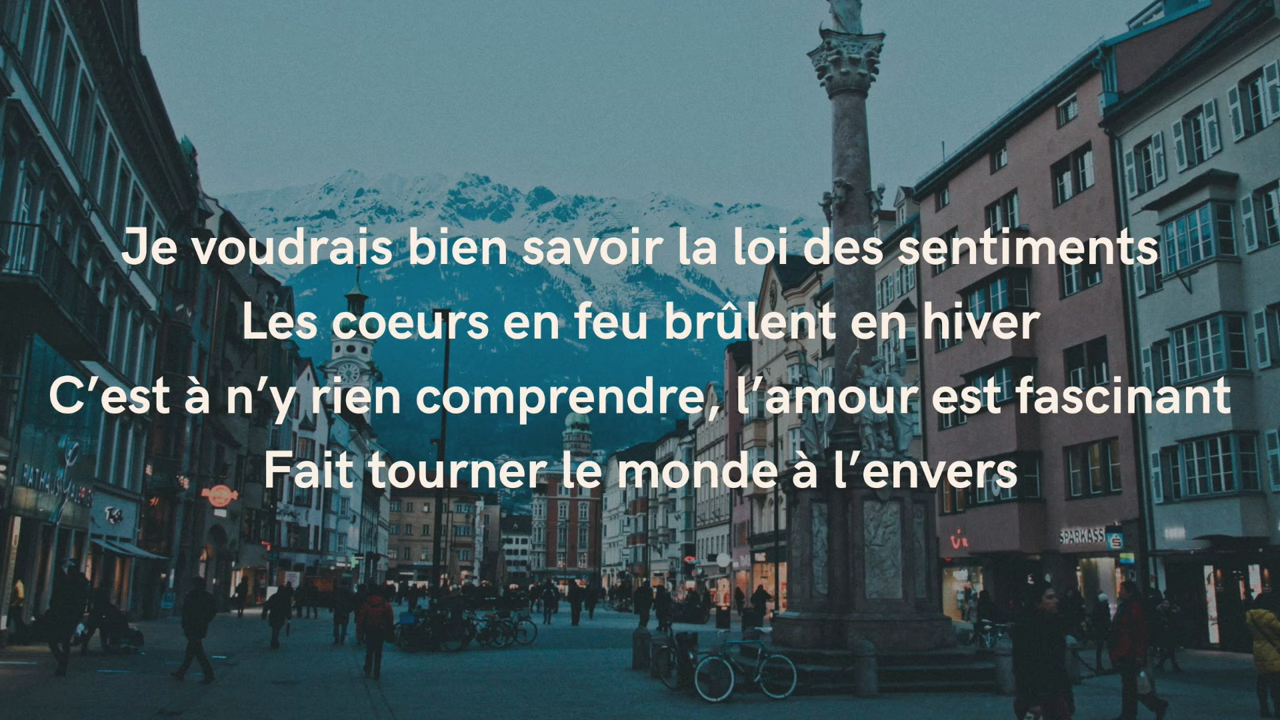 Je voudrais bien savoir la loi des sentiments
Les coeurs en feu brûlent en hiver
C’est à n’y rien comprendre, l’amour est fascinant
Fait tourner le monde à l’envers
SPARKASSE